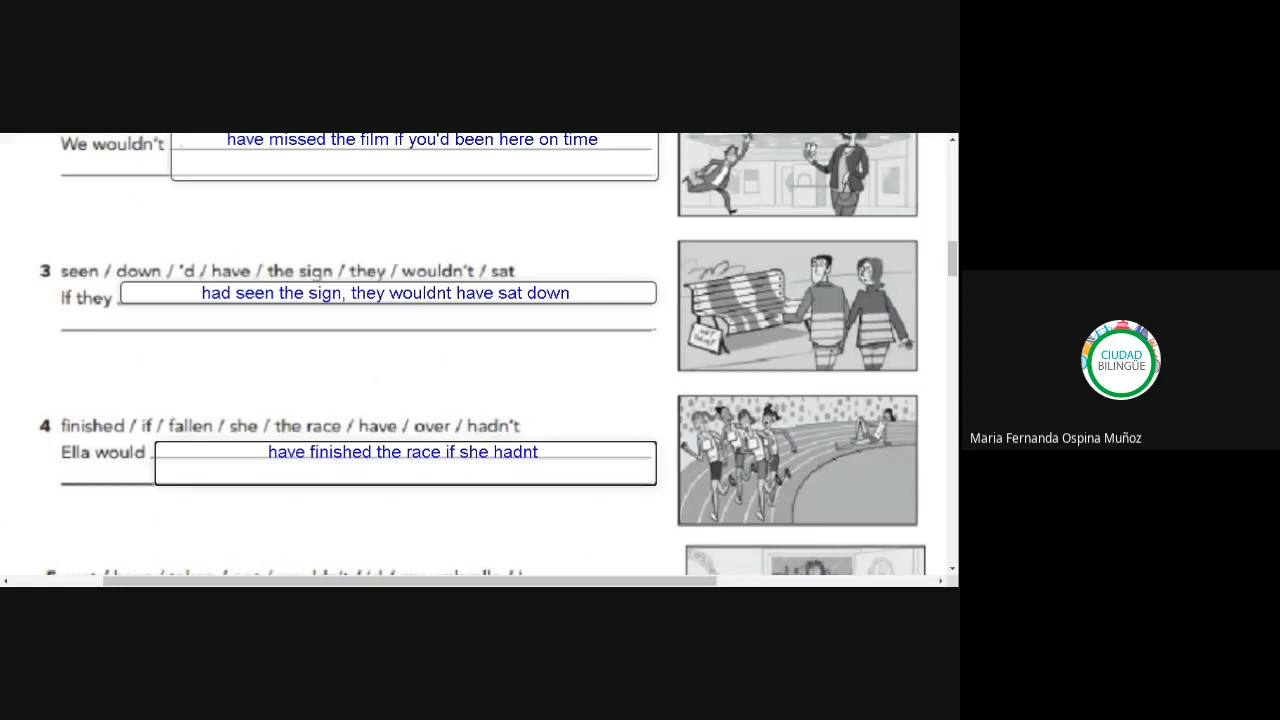 have missed the film if you'd been here on time
We wouldn't
3 seen / down / 'd / have / the sign / they / wouldn't / sat
had seen the sign, they wouldnt have sat down
If they
4 finished / if / fallen / she / the race / have / over / hadn't
have finished the race if she hadnt
Ella would
CIUDAD
BILINGÜE
Maria Fernanda Ospina Muñoz